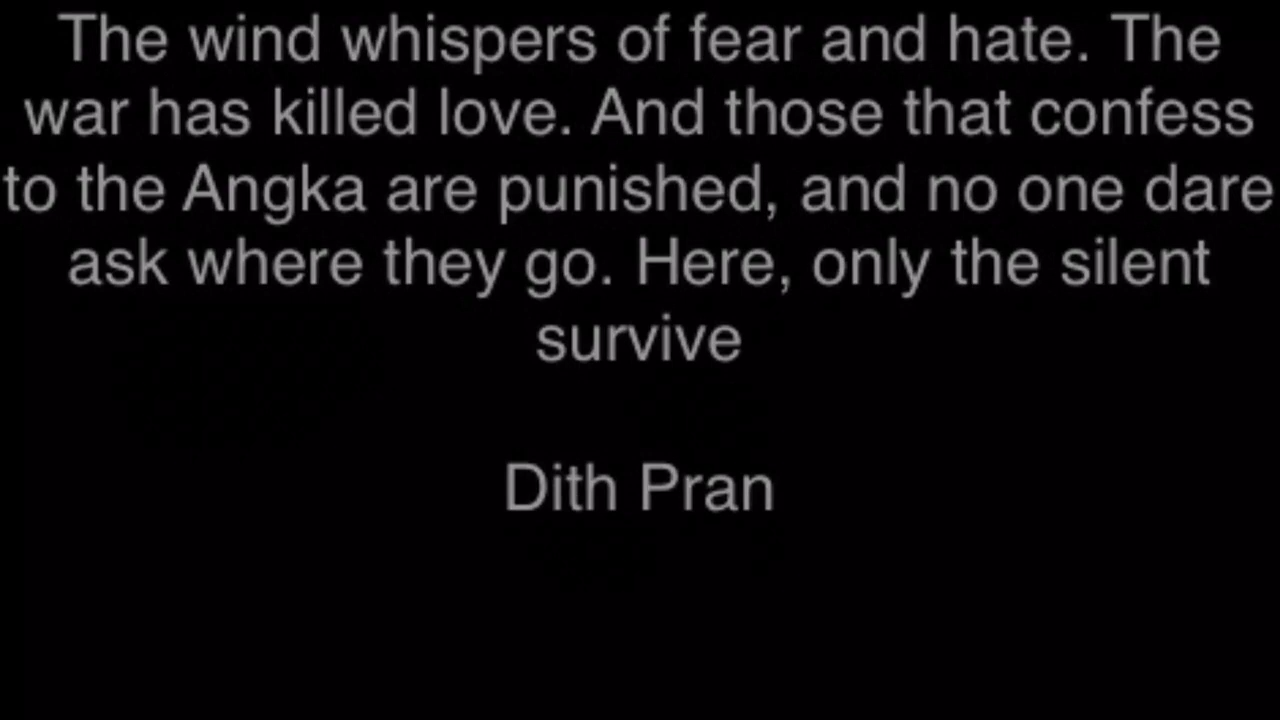 The wind whispers of fear and hate. The
war has killed love. And those that confess
to the Angka are punished, and no one dare
ask where they go. Here, only the silent
survive
Dith Pran